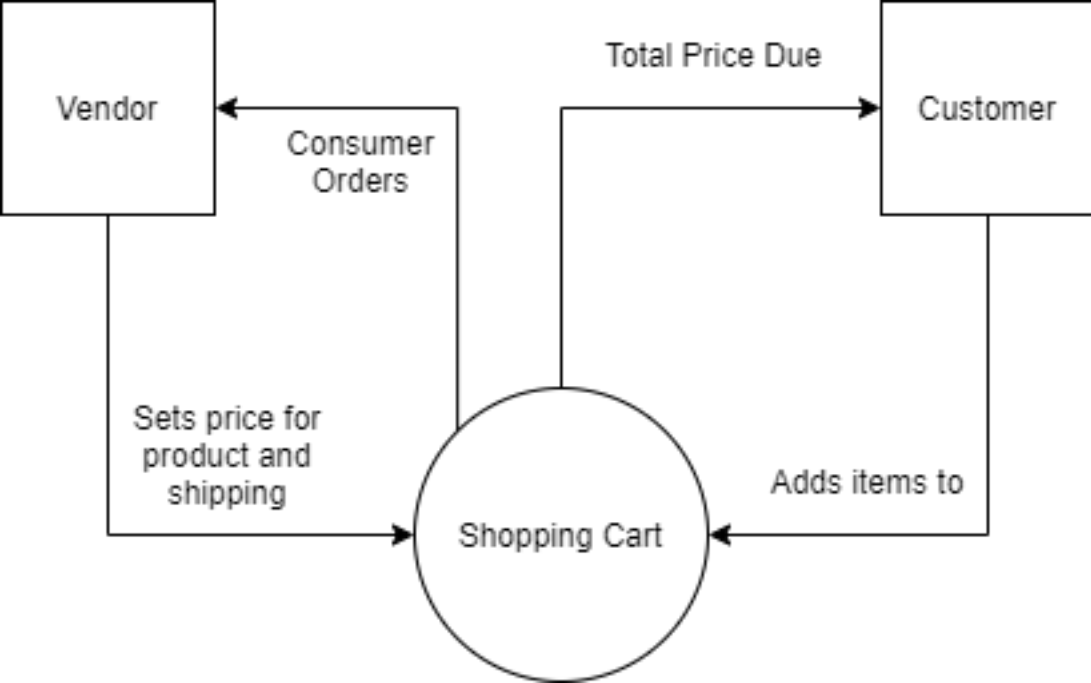 Total Price Due
Vendor
Customer
Consumer
Orders
Sets price for
product and
shipping
Adds items to
Shopping Cart